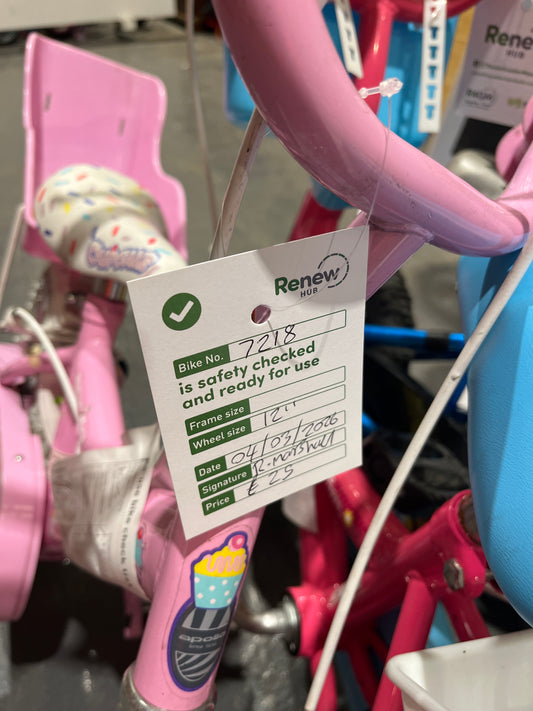 Renew
HUB
Renew
HUB
Bike No. 7218
is safety checked
and ready for use
Frame size
Wheel size 12"
Date 04/03/2026
Signature R. Marshall
Price £25
apollo